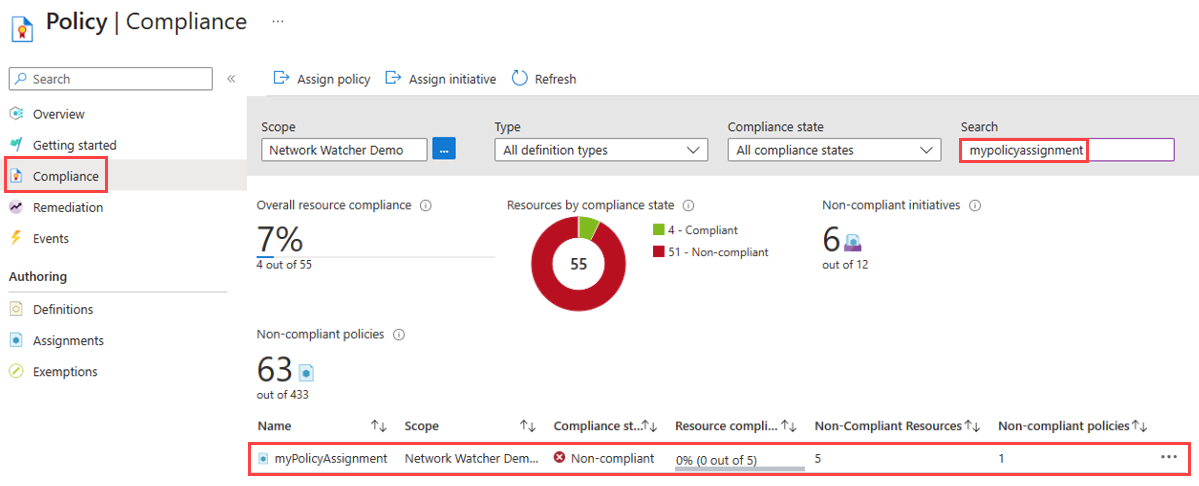 Policy | Compliance ...
Search «
Assign policy Assign initiative Refresh
Overview
Getting started
Compliance
Remediation
Events
Authoring
Definitions
Assignments
Exemptions
Scope Type Compliance state Search
Network Watcher Demo ... All definition types All compliance states mypolicyassignment
Overall resource compliance Resources by compliance state Non-compliant initiatives
7%
4 out of 55
55
4 - Compliant
51 - Non-compliant
6
out of 12
Non-compliant policies
63
out of 433
Name Scope Compliance st... Resource compli... Non-Compliant Resources Non-compliant policies
myPolicyAssignment Network Watcher Dem... Non-compliant 0% (0 out of 5) 5 1 ...